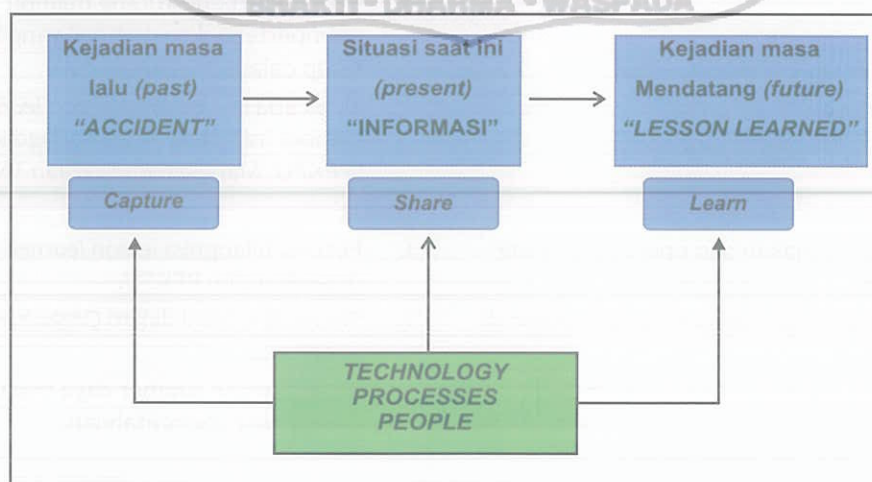 BHAKTI • DHARMA • WASPADA
Kejadian masa
lalu (past)
"ACCIDENT"
Situasi saat ini
(present)
"INFORMASI"
Kejadian masa
Mendatang (future)
"LESSON LEARNED"
Capture
Share
Learn
TECHNOLOGY
PROCESSES
PEOPLE